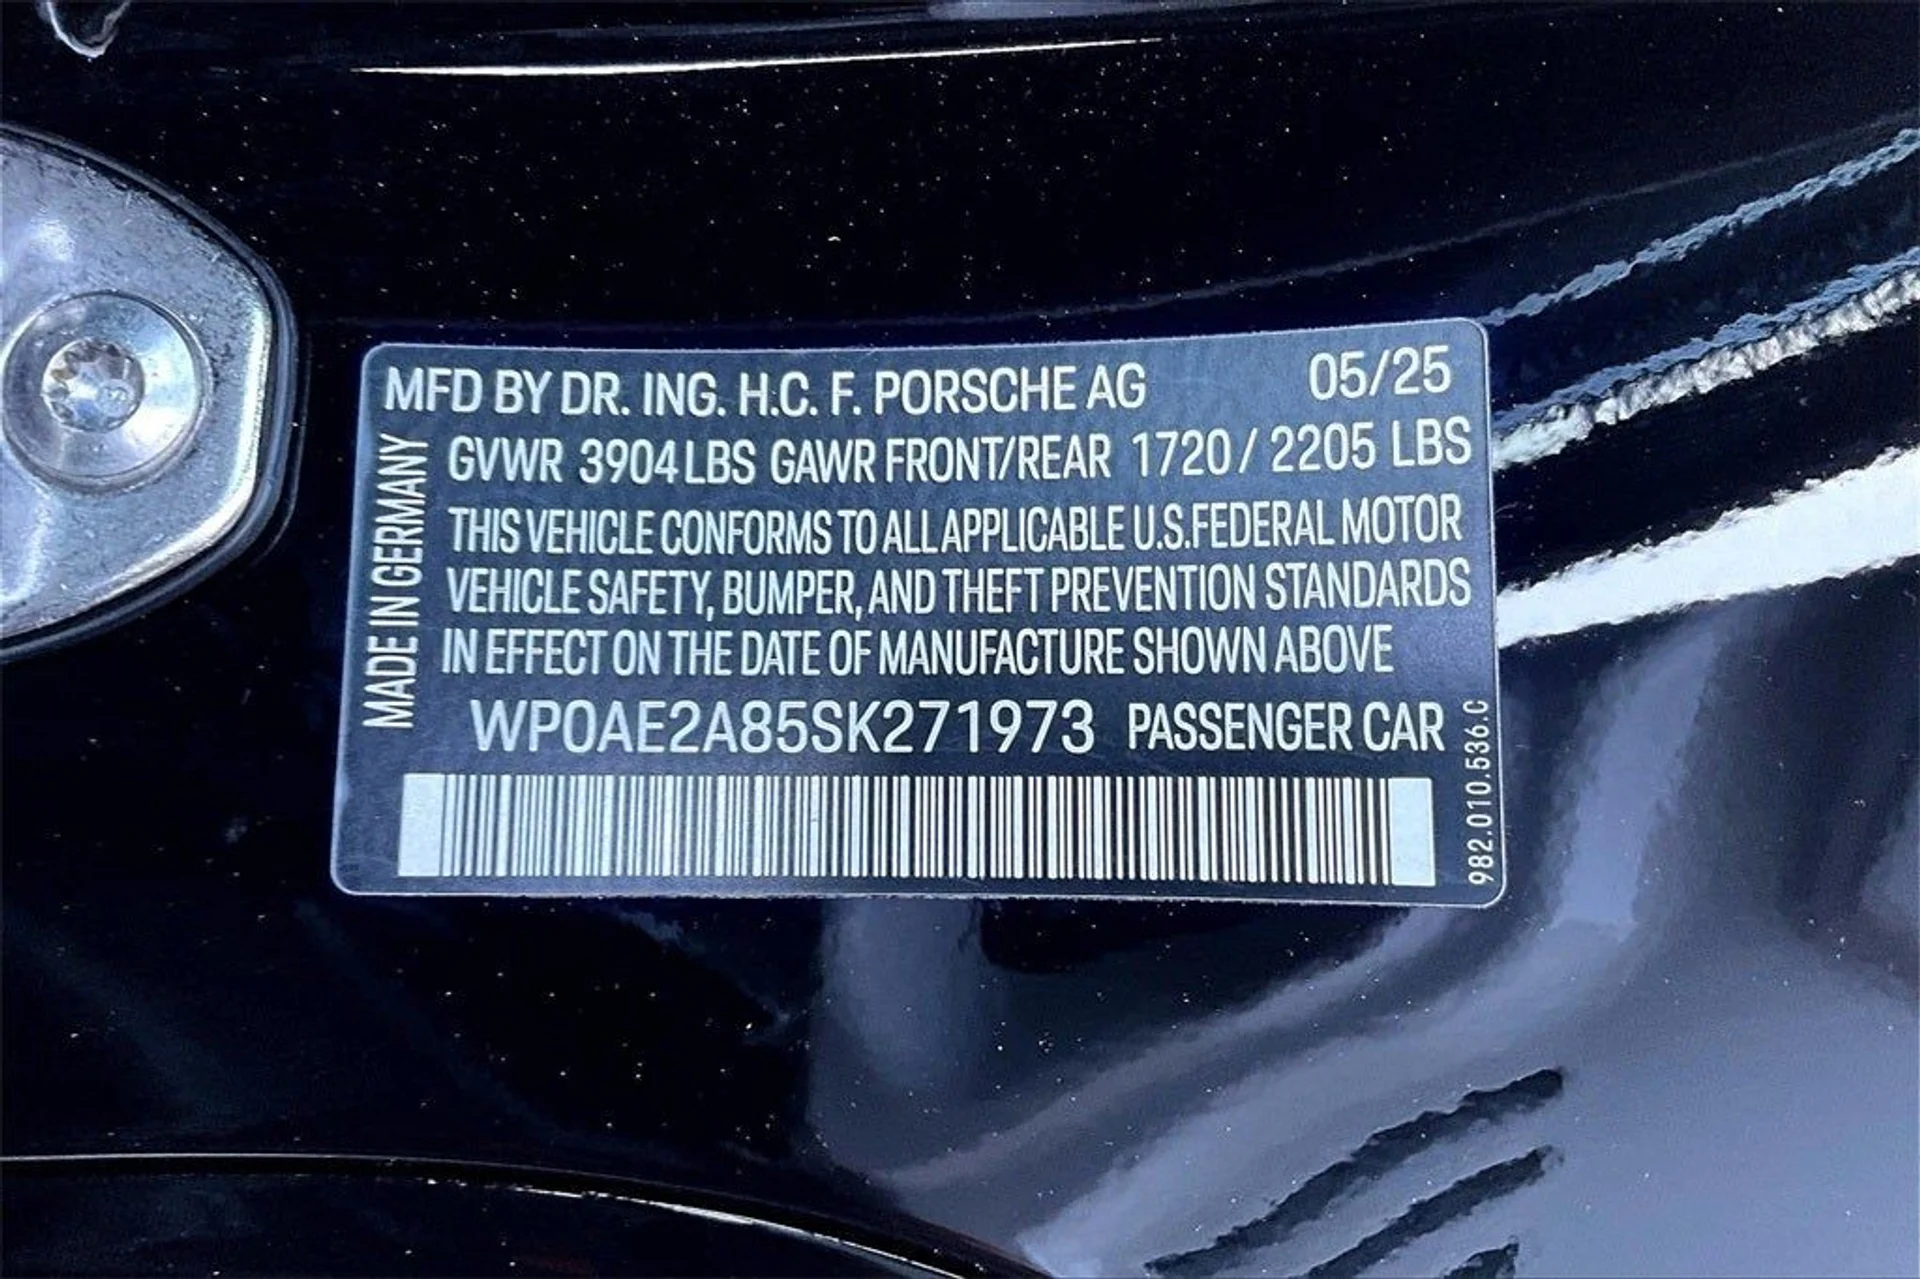 MFD BY DR. ING. H.C. F. PORSCHE AG 05/25
GVWR 3904 LBS GAWR FRONT/REAR 1720 / 2205 LBS
THIS VEHICLE CONFORMS TO ALL APPLICABLE U.S. FEDERAL MOTOR
VEHICLE SAFETY, BUMPER, AND THEFT PREVENTION STANDARDS
IN EFFECT ON THE DATE OF MANUFACTURE SHOWN ABOVE
WP0AE2A85SK271973 PASSENGER CAR
MADE IN GERMANY
982.010.536.C